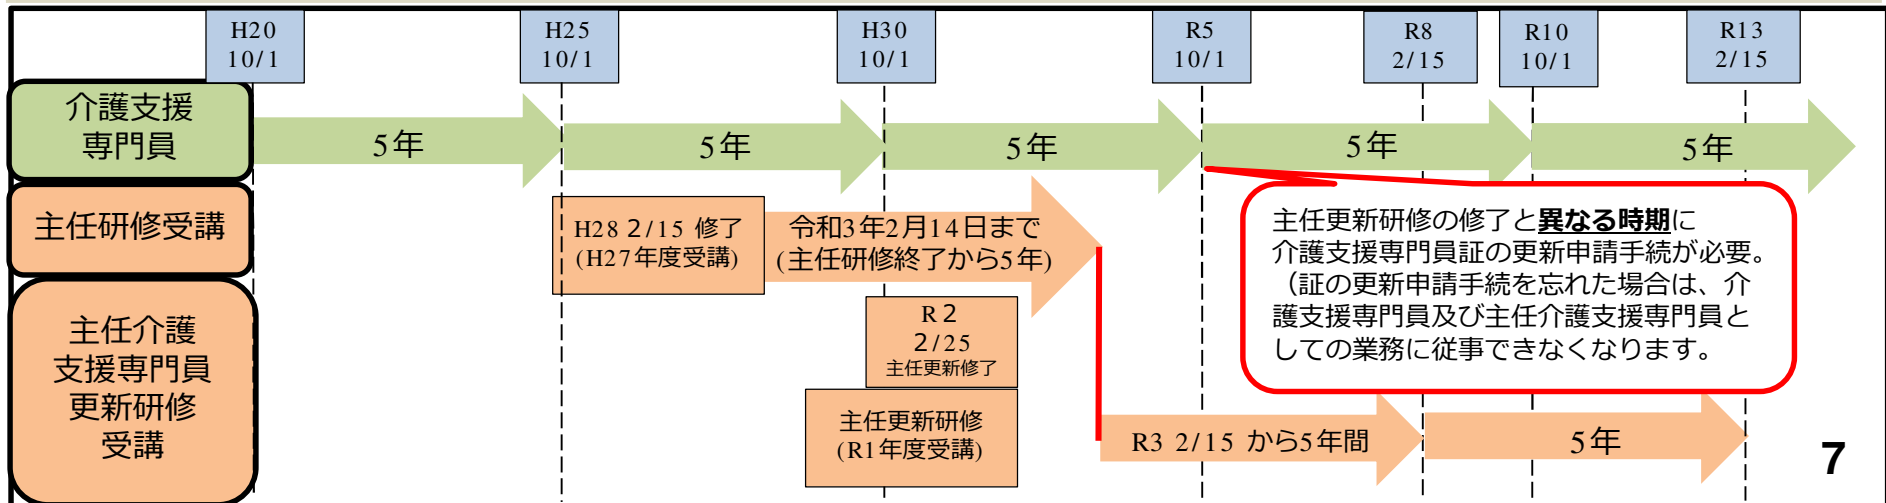 H20
10/1
H25
10/1
H30
10/1
R5
10/1
R8
2/15
R10
10/1
R13
2/15
介護支援
専門員
5年
5年
5年
5年
5年
主任研修受講
H28 2/15 修了
(H27年度受講)
令和3年2月14日まで
(主任研修終了から5年)
主任更新研修の修了と異なる時期に
介護支援専門員証の更新申請手続が必要。
（証の更新申請手続を忘れた場合は、介
護支援専門員及び主任介護支援専門員と
しての業務に従事できなくなります。
主任介護
支援専門員
更新研修
受講
R 2
2/25
主任更新修了
主任更新研修
(R1年度受講)
R3 2/15 から5年間
5年
7